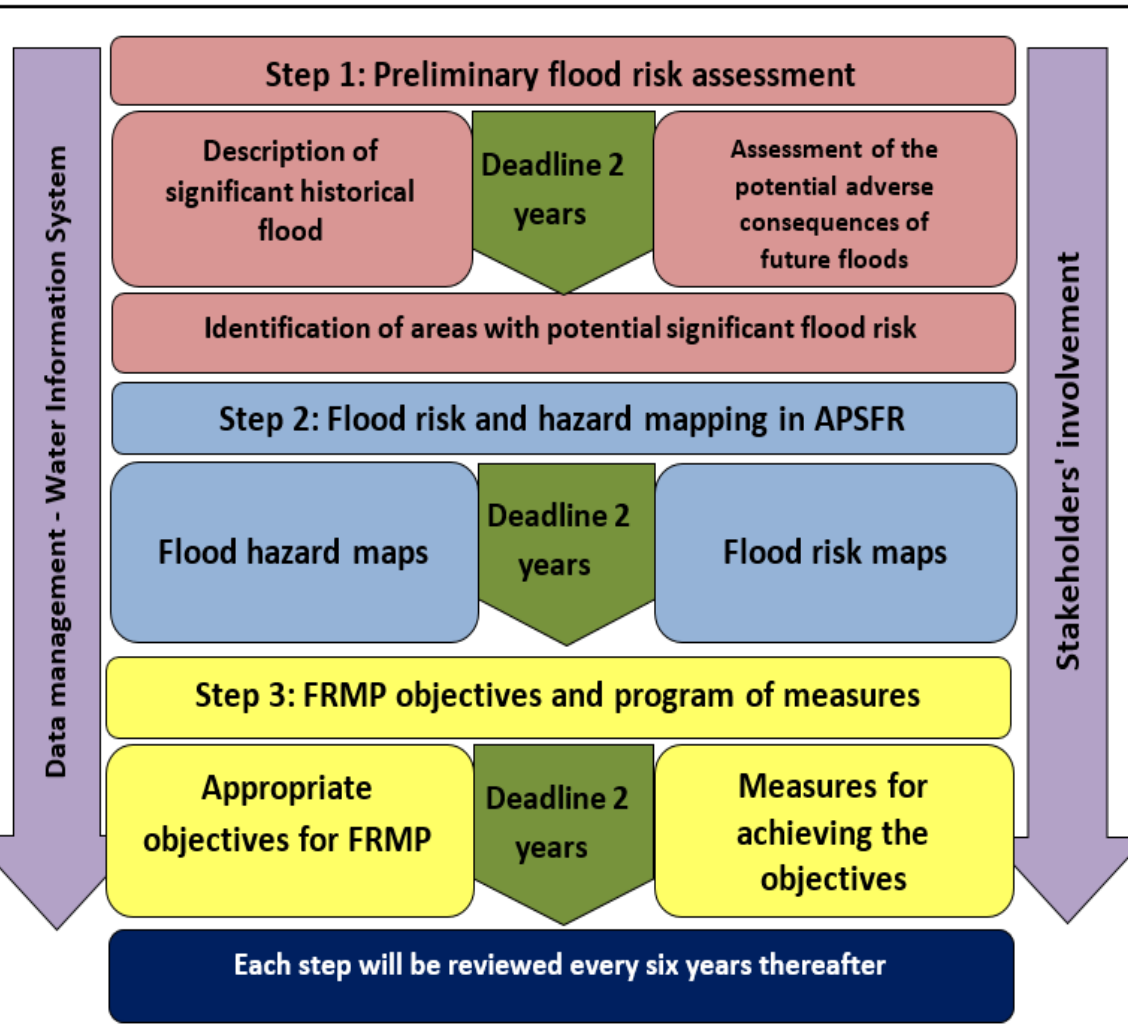 Data management - Water Information System
Step 1: Preliminary flood risk assessment
Description of
significant historical
flood
Deadline 2
years
Assessment of the
potential adverse
consequences of
future floods
Identification of areas with potential significant flood risk
Step 2: Flood risk and hazard mapping in APSFR
Flood hazard maps
Deadline 2
years
Flood risk maps
Step 3: FRMP objectives and program of measures
Appropriate
objectives for FRMP
Deadline 2
years
Measures for
achieving the
objectives
Each step will be reviewed every six years thereafter
Stakeholders' involvement